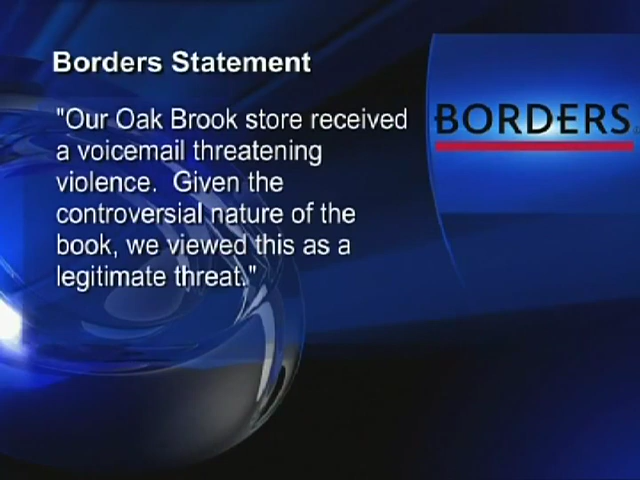 Borders Statement
"Our Oak Brook store received
a voicemail threatening
violence.  Given the
controversial nature of the
book, we viewed this as a
legitimate threat."
BORDERS